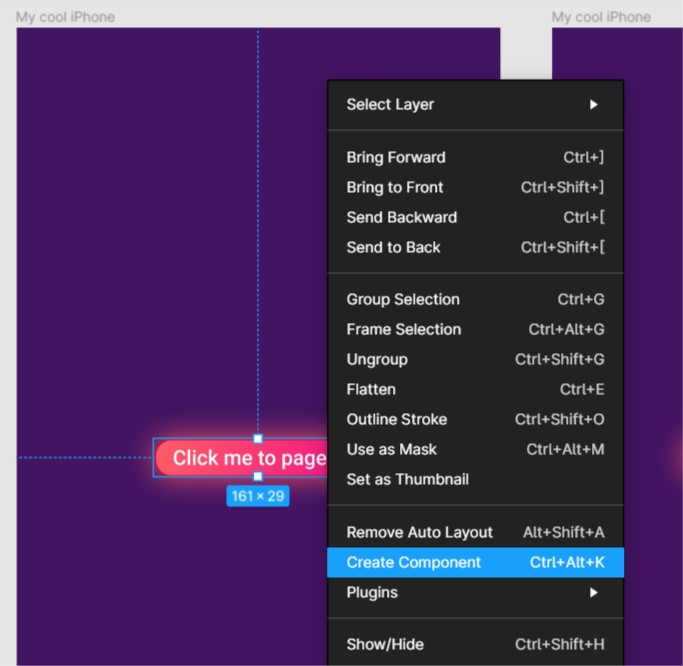 My cool iPhone
My cool iPhone
Select Layer
Bring Forward Ctrl+]
Bring to Front Ctrl+Shift+]
Send Backward Ctrl+[
Send to Back Ctrl+Shift+[
Group Selection Ctrl+G
Frame Selection Ctrl+Alt+G
Ungroup Ctrl+Shift+G
Flatten Ctrl+E
Outline Stroke Ctrl+Shift+O
Use as Mask Ctrl+Alt+M
Set as Thumbnail
Click me to page
161 × 29
Remove Auto Layout Alt+Shift+A
Create Component Ctrl+Alt+K
Plugins
Show/Hide Ctrl+Shift+H